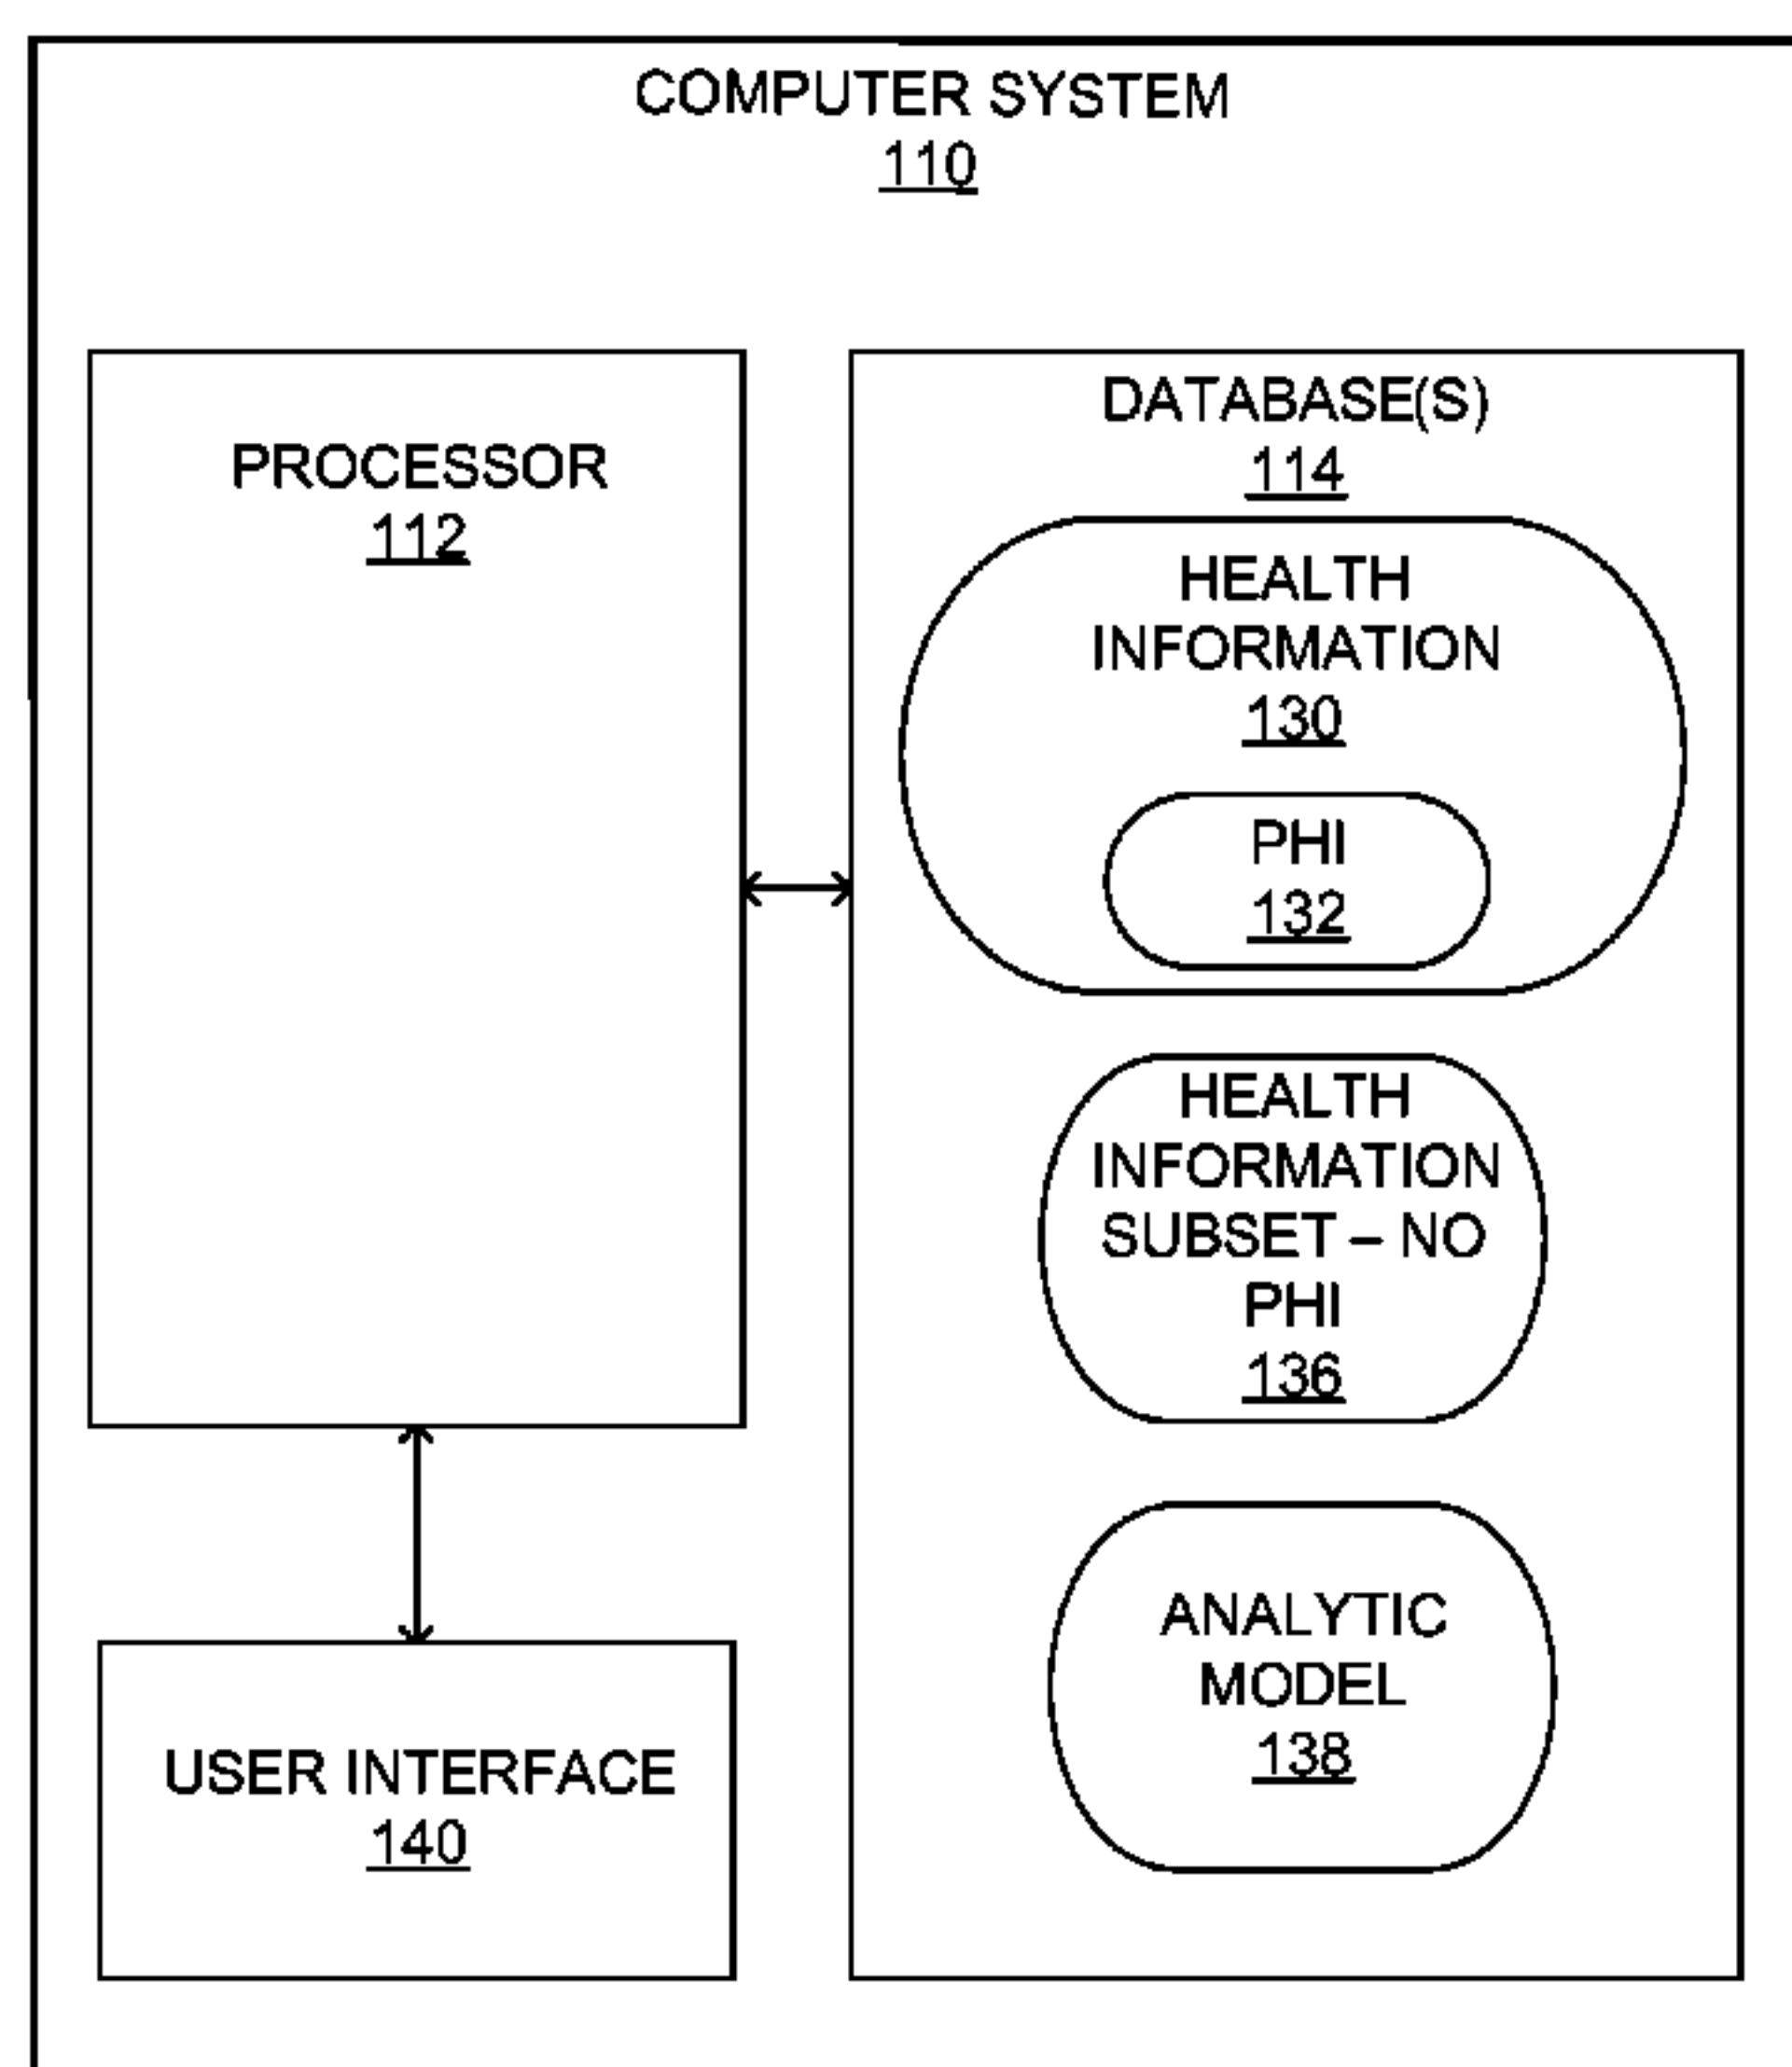 COMPUTER SYSTEM
110
PROCESSOR
112
DATABASE(S)
114
HEALTH
INFORMATION
130
PHI
132
HEALTH
INFORMATION
SUBSET – NO
PHI
136
ANALYTIC
MODEL
138
USER INTERFACE
140